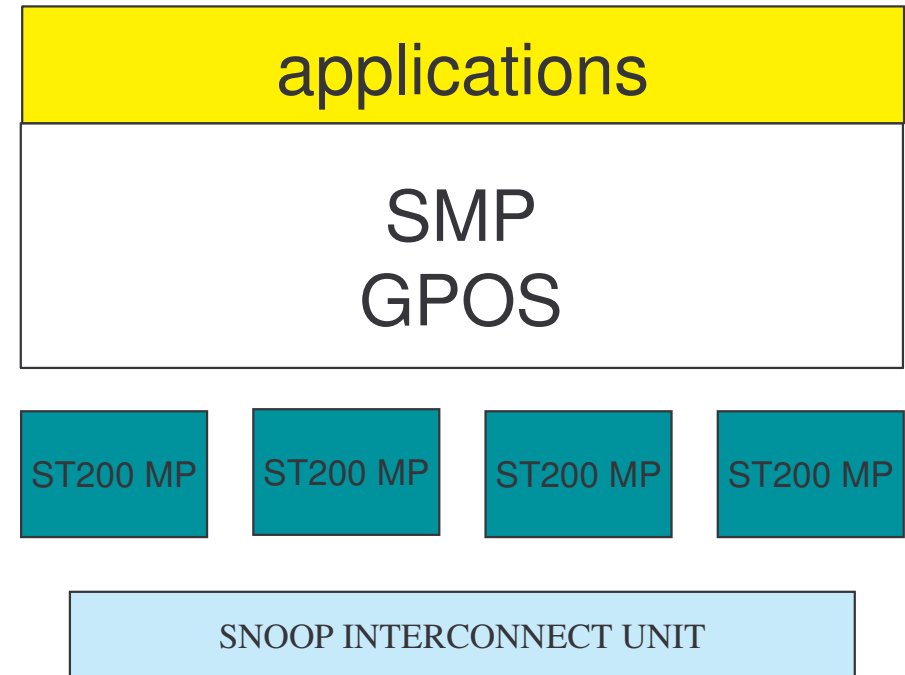 applications
SMP
GPOS
ST200 MP ST200 MP ST200 MP ST200 MP
SNOOP INTERCONNECT UNIT